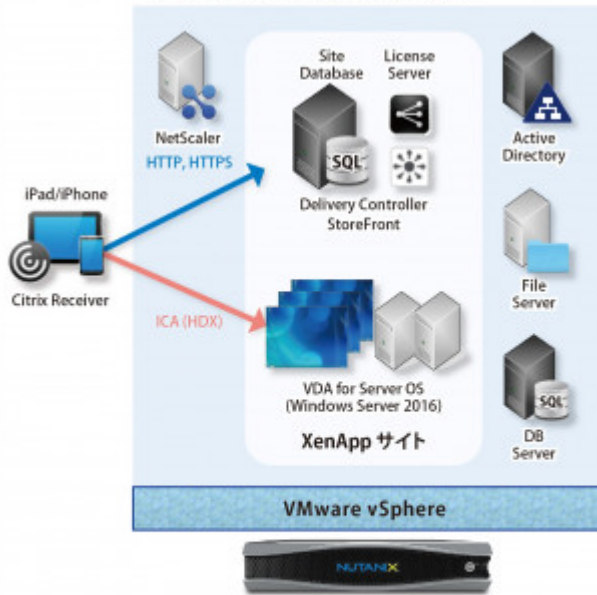 Site
Database
License
Server
SQL
NetScaler
HTTP, HTTPS
Delivery Controller
StoreFront
Active
Directory
iPad/iPhone
Citrix Receiver
ICA (HDX)
File
Server
VDA for Server OS
(Windows Server 2016)
XenApp サイト
SQL
DB
Server
VMware vSphere
NUTANIX